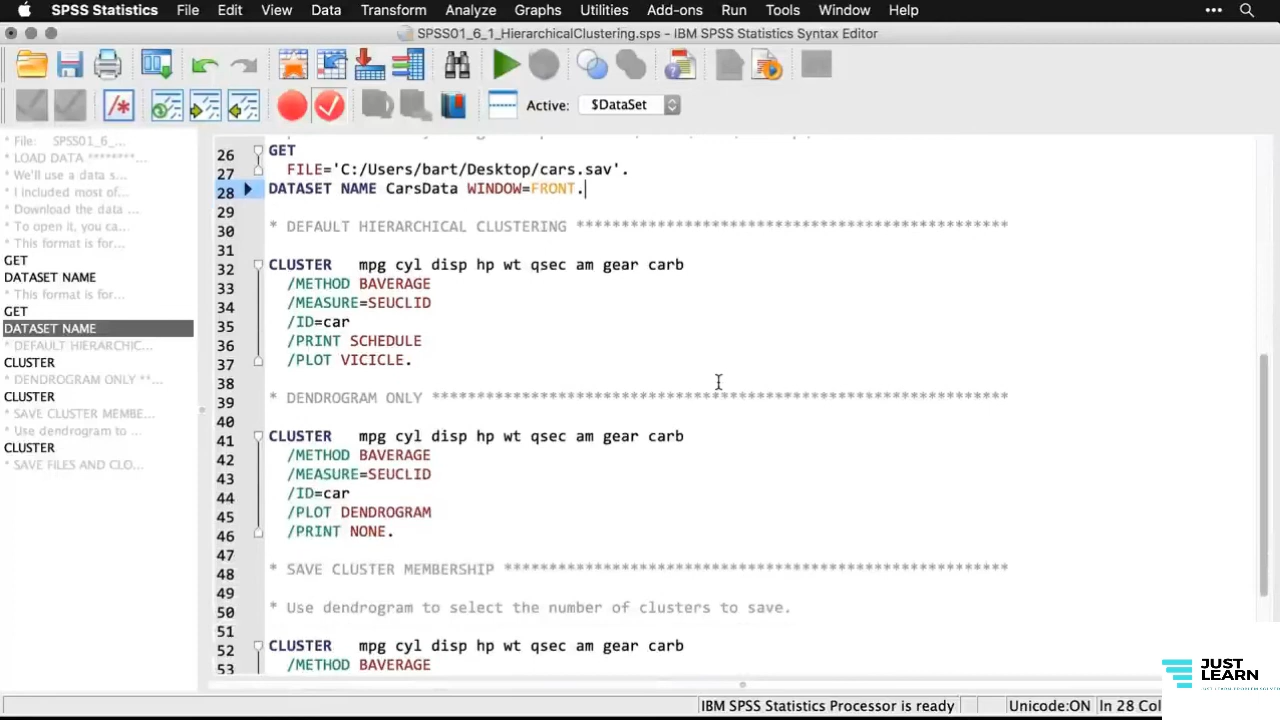 SPSS Statistics File Edit View Data Transform Analyze Graphs Utilities Add-ons Run Tools Window Help
SPSS01_6_1_HierarchicalClustering.sps - IBM SPSS Statistics Syntax Editor
Active: $DataSet
* File: SPSS01_6_...
* LOAD DATA ********...
* We'll use a data s...
* I included most of...
* Download the data ...
* To open it, you ca...
* This format is for...
GET
DATASET NAME
* This format is for...
GET
DATASET NAME
* DEFAULT HIERARCHIC...
CLUSTER
* DENDROGRAM ONLY **...
CLUSTER
* SAVE CLUSTER MEMBE...
* Use dendrogram to ...
CLUSTER
* SAVE FILES AND CLO...
26 GET
27 FILE='C:/Users/bart/Desktop/cars.sav'.
28 DATASET NAME CarsData WINDOW=FRONT.
29
30 * DEFAULT HIERARCHICAL CLUSTERING ************************************************
31
32 CLUSTER mpg cyl disp hp wt qsec am gear carb
33 /METHOD BAVERAGE
34 /MEASURE=SEUCLID
35 /ID=car
36 /PRINT SCHEDULE
37 /PLOT VICICLE.
38
39 * DENDROGRAM ONLY ****************************************************************
40
41 CLUSTER mpg cyl disp hp wt qsec am gear carb
42 /METHOD BAVERAGE
43 /MEASURE=SEUCLID
44 /ID=car
45 /PLOT DENDROGRAM
46 /PRINT NONE.
47
48 * SAVE CLUSTER MEMBERSHIP ********************************************************
49
50 * Use dendrogram to select the number of clusters to save.
51
52 CLUSTER mpg cyl disp hp wt qsec am gear carb
53 /METHOD BAVERAGE
JUST
LEARN
IBM SPSS Statistics Processor is ready Unicode:ON In 28 Col